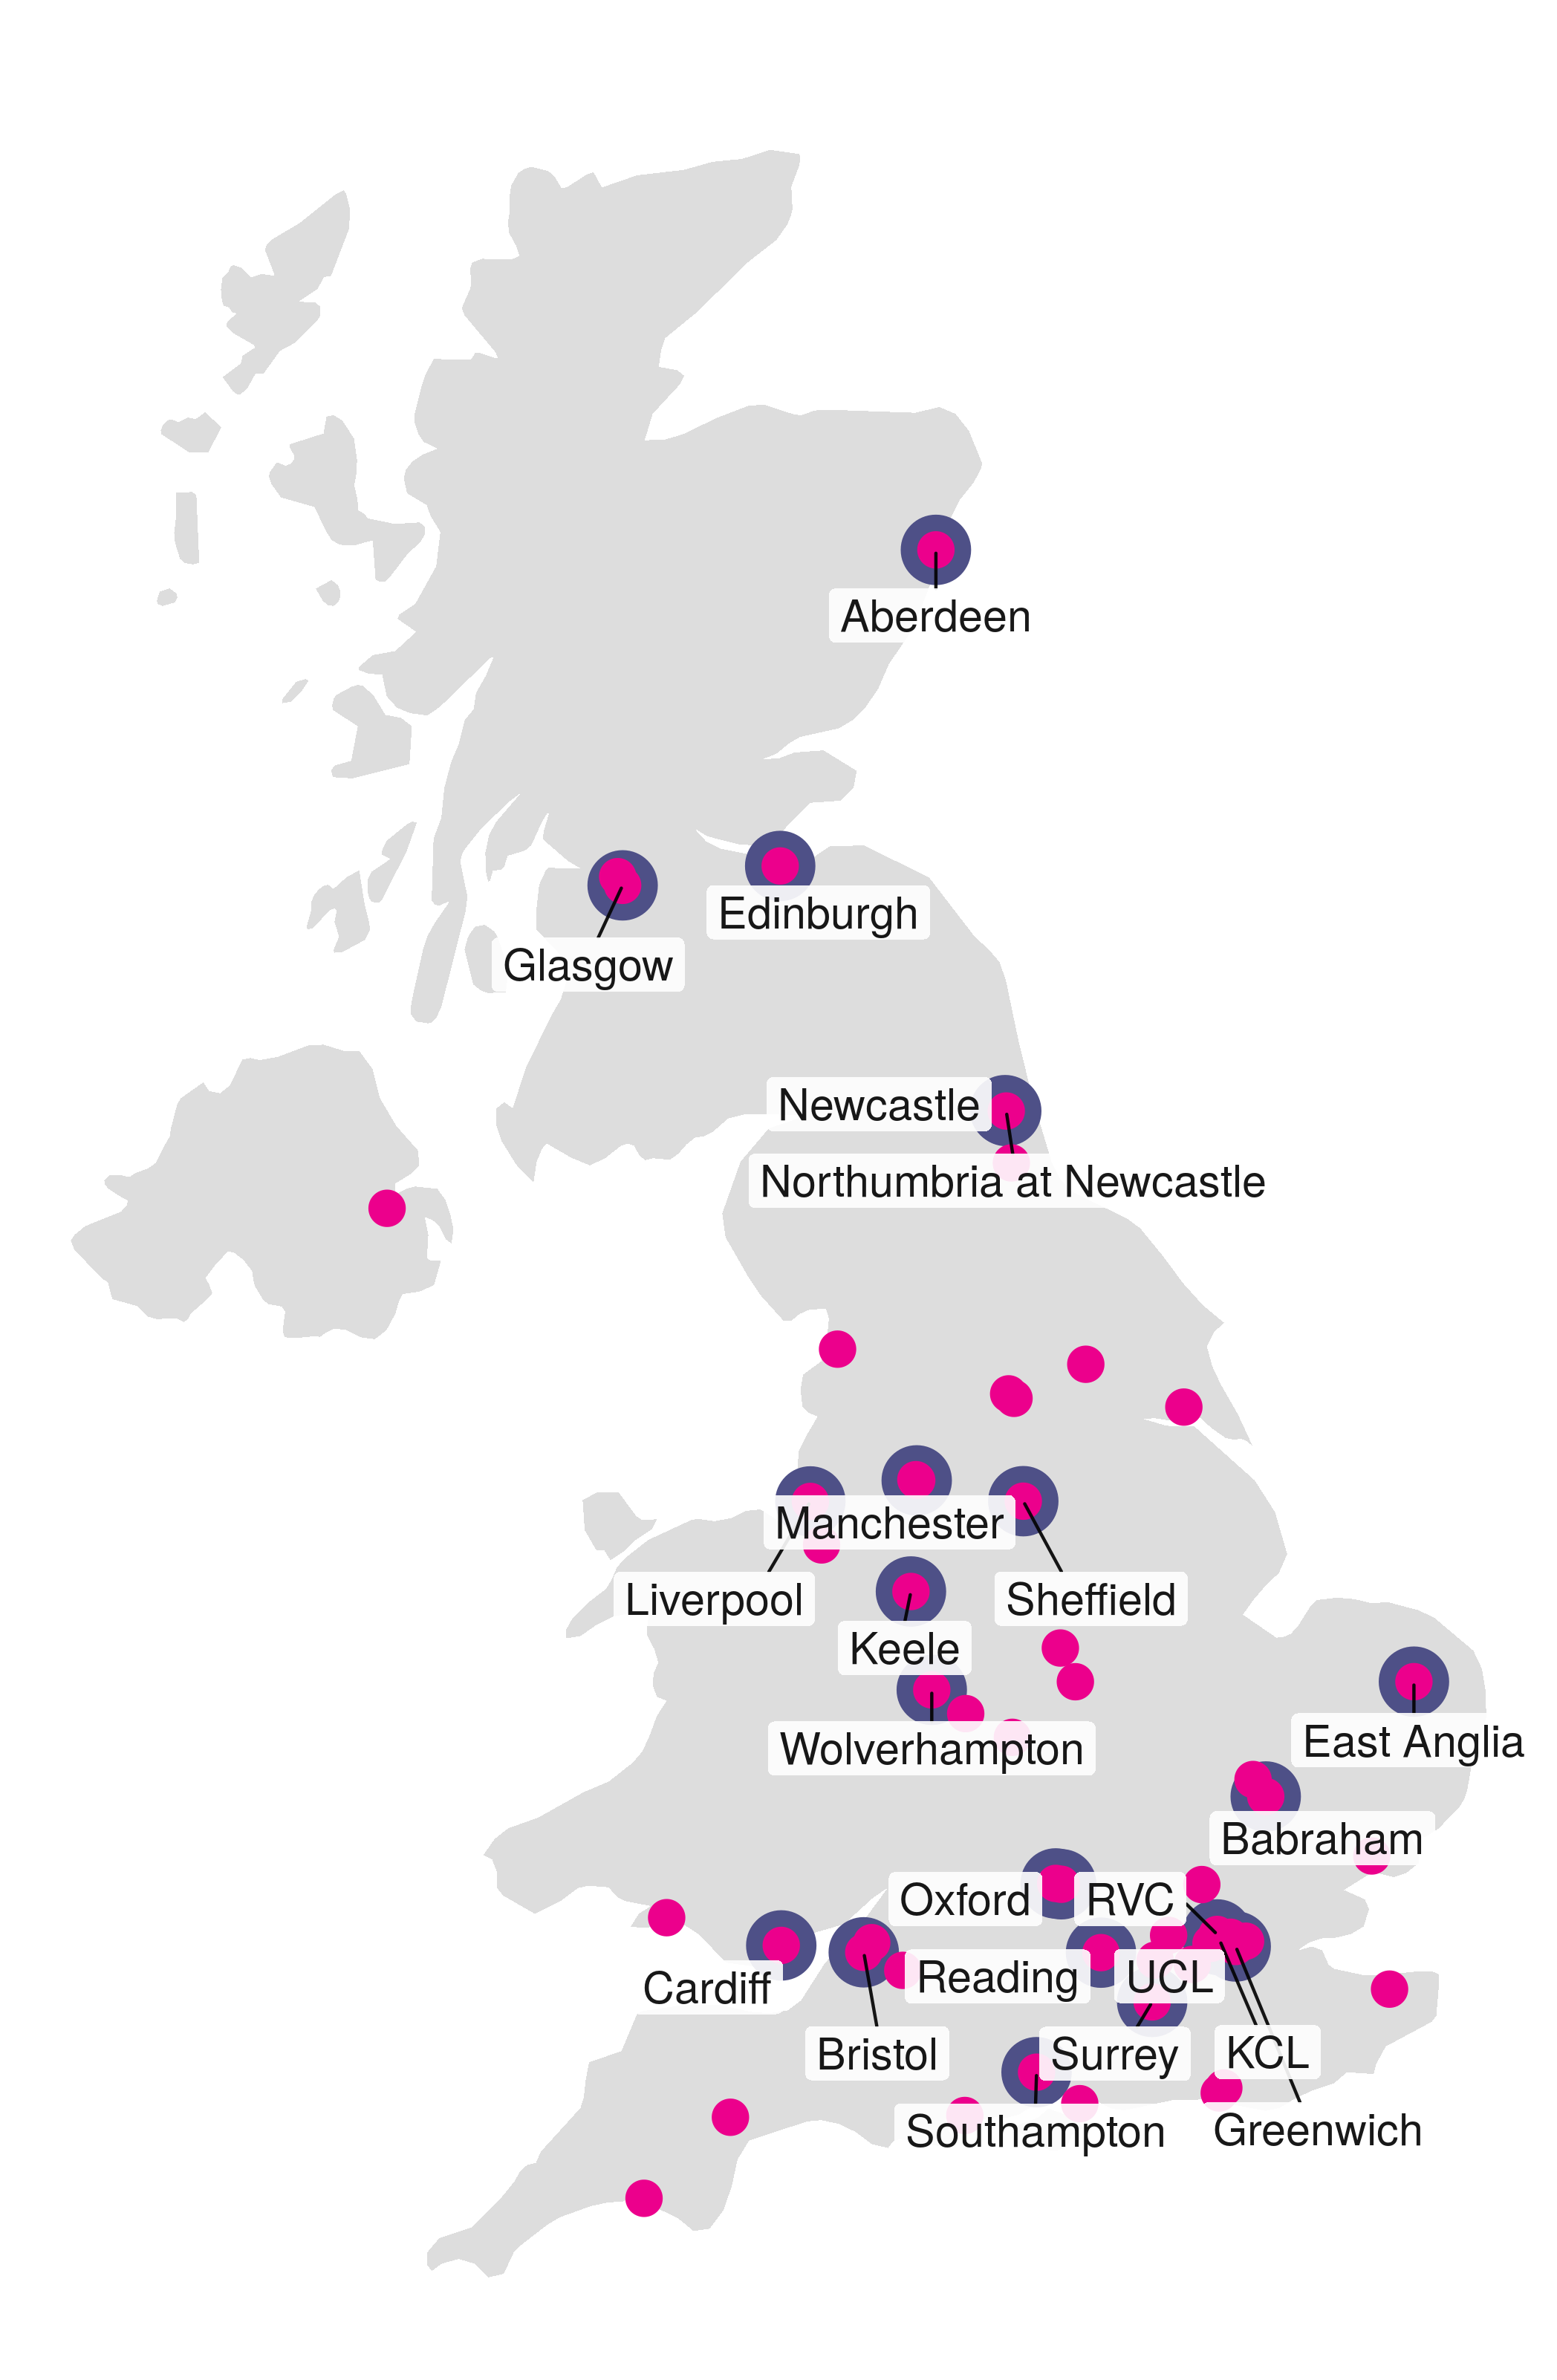 Aberdeen
Edinburgh
Glasgow
Newcastle
Northumbria at Newcastle
Manchester
Liverpool
Sheffield
Keele
East Anglia
Wolverhampton
Babraham
Oxford
RVC
Reading
UCL
Cardiff
Bristol
Surrey
KCL
Southampton
Greenwich